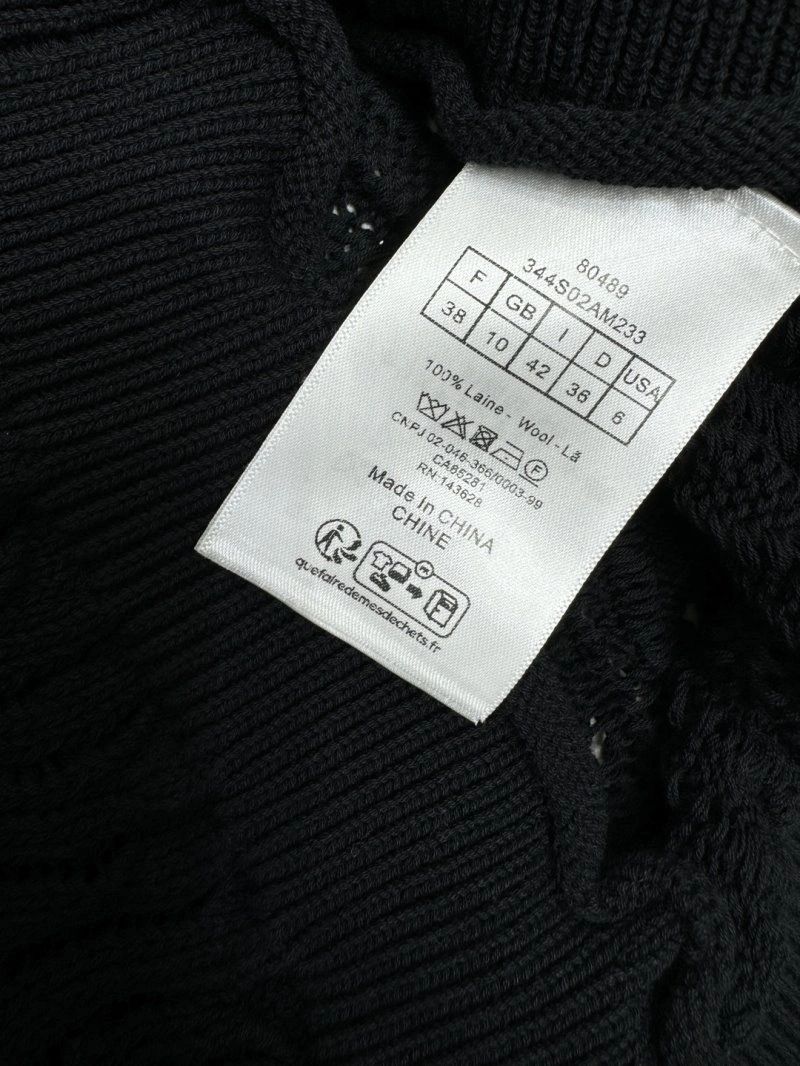 80489
344S02AM233
F GB I D USA
38 10 42 36 6
100% Laine - Wool - Lã
F
CNPJ 02-046-366/0003-99
CA85281
RN:143628
Made In CHINA
CHINE
FR
quefairedemesdechets.fr